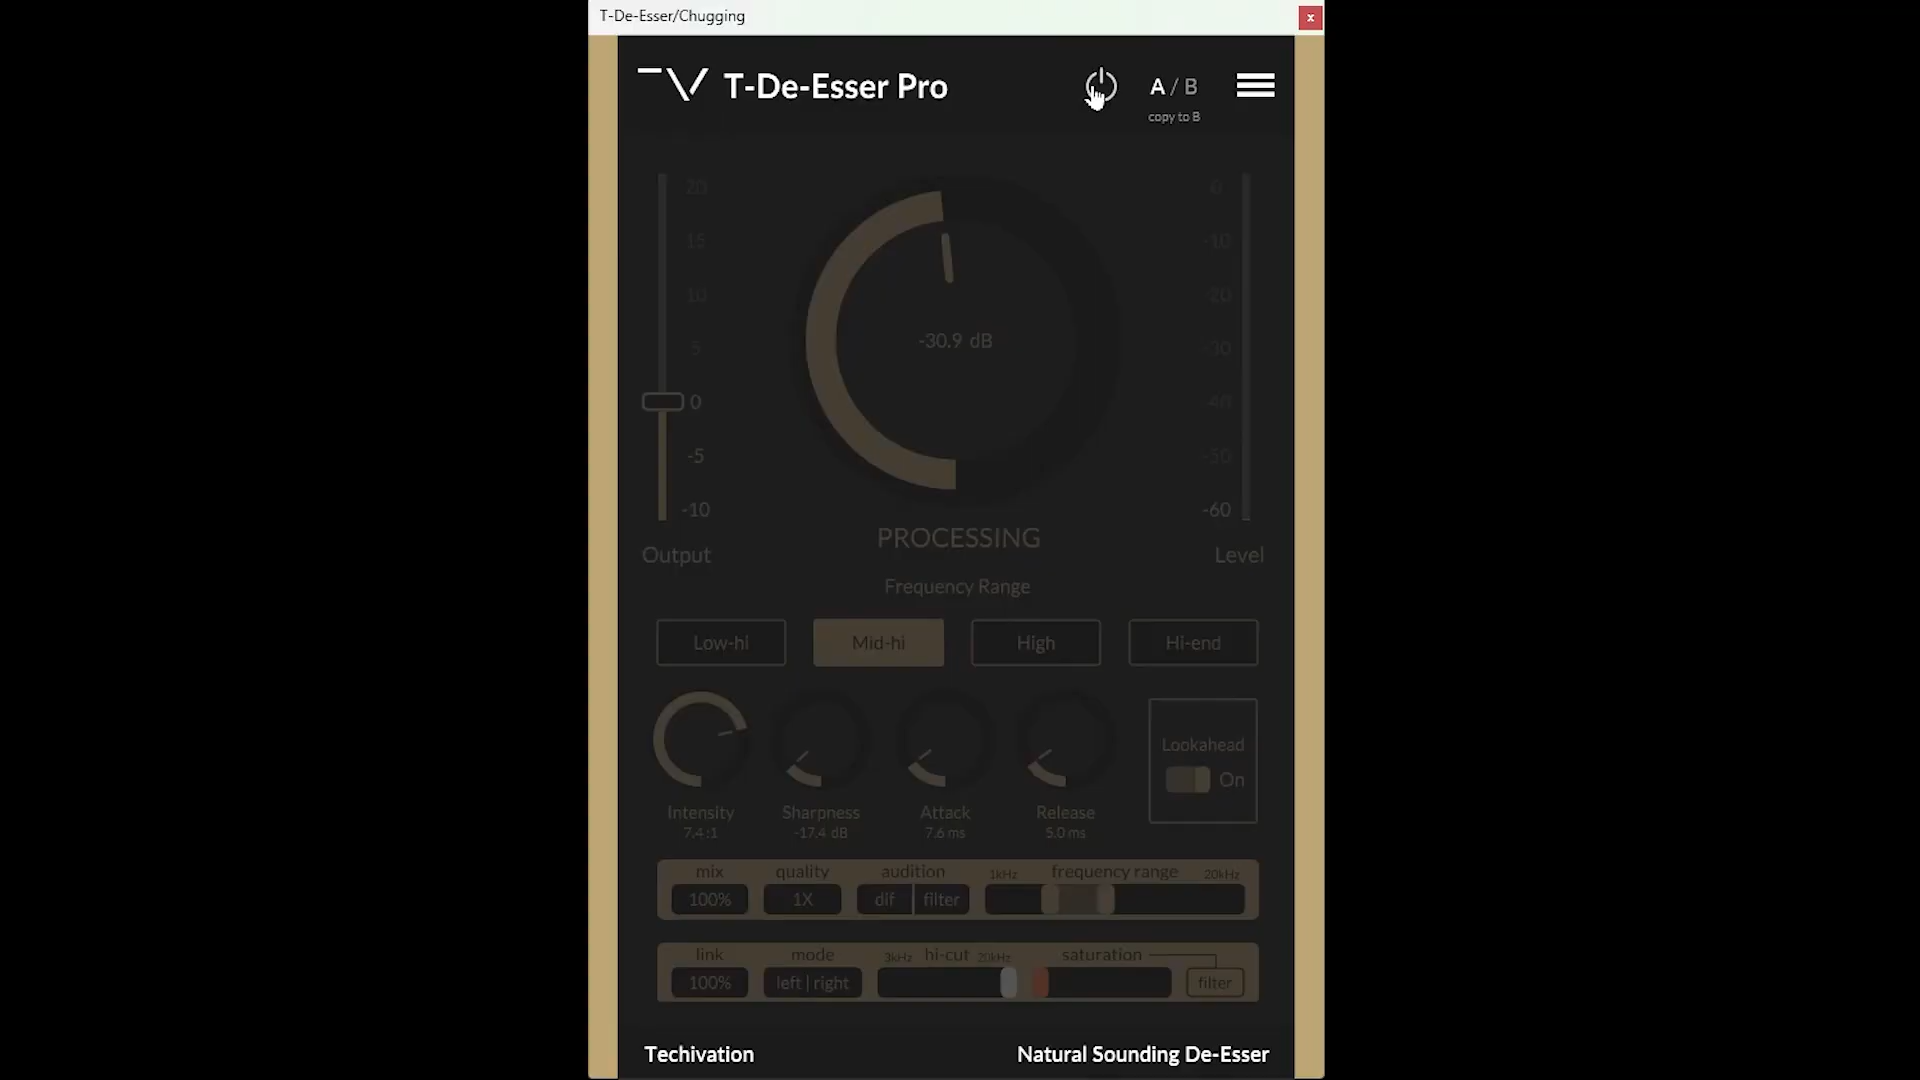 T-De-Esser/Chugging
x
T-De-Esser Pro
A / B
copy to B
20
15
10
5
0
-5
-10
Output
-30.9 dB
PROCESSING
0
-10
-20
-30
-40
-50
-60
Level
Frequency Range
Low-hi
Mid-hi
High
Hi-end
Intensity
7.4 :1
Sharpness
-17.4 dB
Attack
7.6 ms
Release
5.0 ms
Lookahead
On
mix
100%
quality
1X
audition
dif
filter
1kHz frequency range 20kHz
link
100%
mode
left | right
3kHz hi-cut 20kHz
saturation
filter
Techivation
Natural Sounding De-Esser